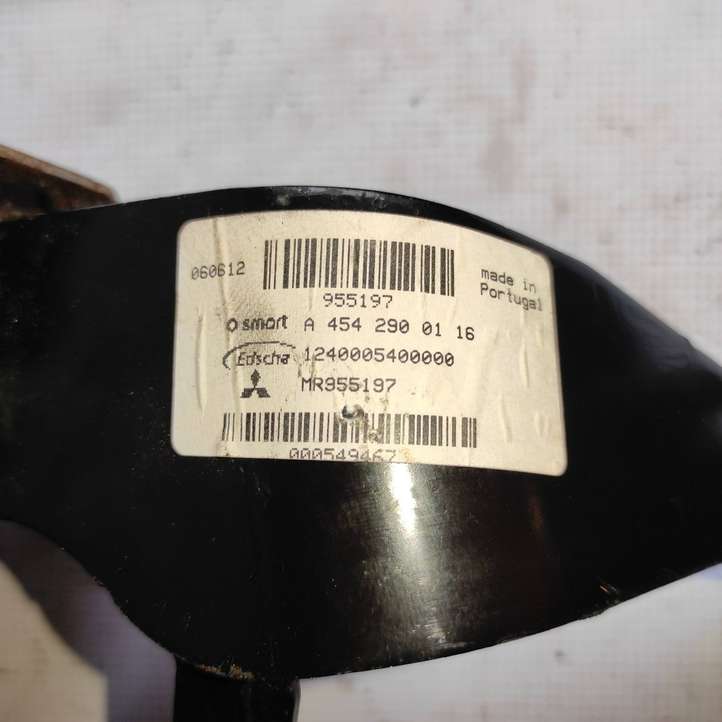 060612
955197
made in
Portugal
smart A 454 290 01 16
Edscha 1240005400000
MR955197
000549467